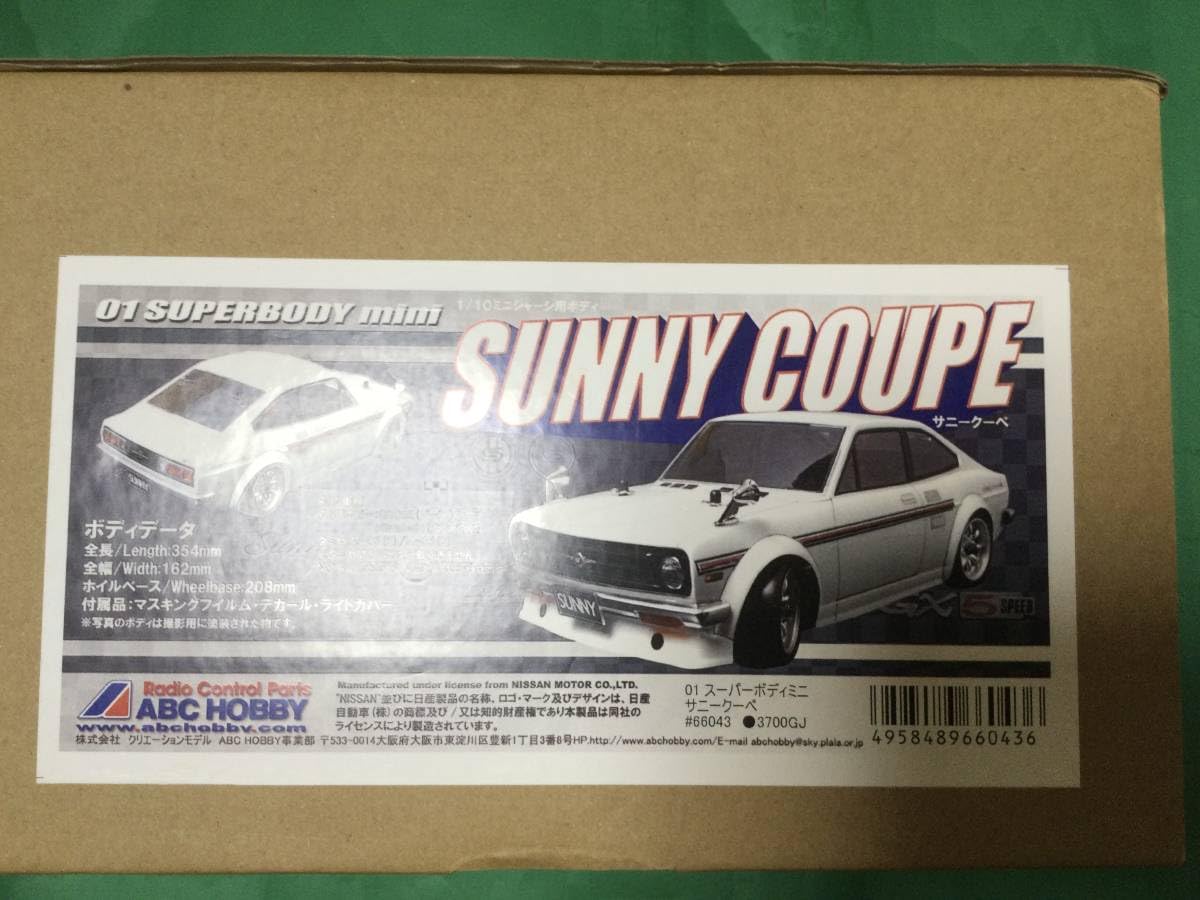 01 SUPERBODY mini
1/10ミニシャーシ用ボディ
SUNNY COUPE
サニークーペ
SUNNY
ボディデータ
全長/Length:354mm
全幅/Width:162mm
ホイルベース/Wheelbase:208mm
付属品:マスキングフイルム・デカール・ライトカバー
※写真のボディは撮影用に塗装された物です。
SUNNY
GX 5 SPEED
Radio Control Parts
ABC HOBBY
www.abchobby.com
Manufactured under license from NISSAN MOTOR CO.,LTD.
"NISSAN"並びに日産製品の名称、ロゴ・マーク及びデザインは、日産
自動車(株)の商標及び/又は知的財産権であり本製品は同社の
ライセンスにより製造されています。
01 スーパーボディミニ
サニークーペ
#66043 ●3700GJ
4958489660436
株式会社 クリエーションモデル ABC HOBBY事業部 〒533-0014大阪府大阪市東淀川区豊新1丁目3番8号HP.http://www.abchobby.com/E-mail abchobby@sky.plala.or.jp